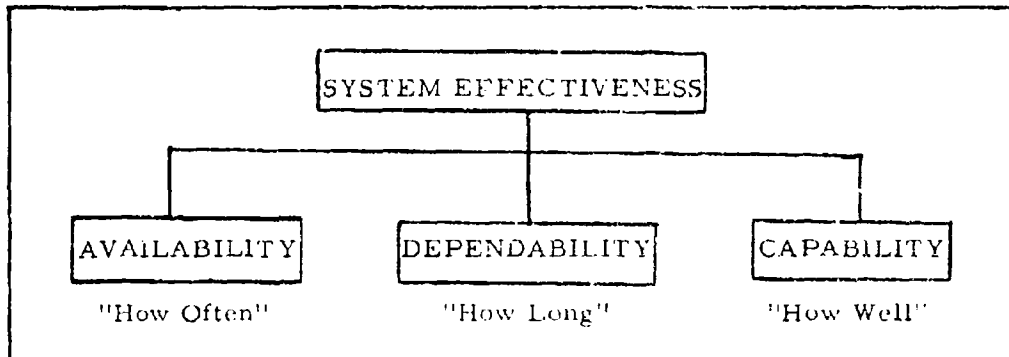 SYSTEM EFFECTIVENESS
AVAILABILITY DEPENDABILITY CAPABILITY
"How Often" "How Long" "How Well"